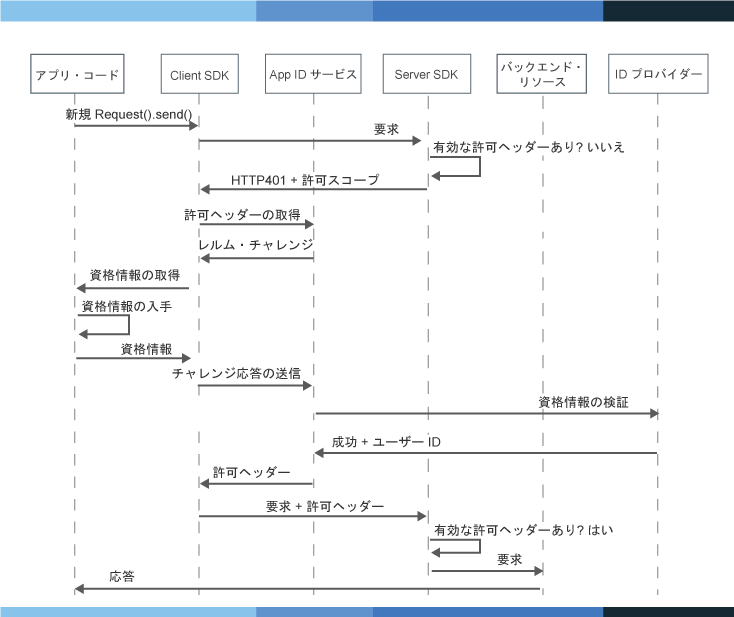 アプリ・コード
Client SDK
App ID サービス
Server SDK
バックエンド・
リソース
ID プロバイダー
新規 Request().send()
要求
有効な許可ヘッダーあり? いいえ
HTTP401 + 許可スコープ
許可ヘッダーの取得
レルム・チャレンジ
資格情報の取得
資格情報の入手
資格情報
チャレンジ応答の送信
資格情報の検証
成功 + ユーザー ID
許可ヘッダー
要求 + 許可ヘッダー
有効な許可ヘッダーあり? はい
要求
応答